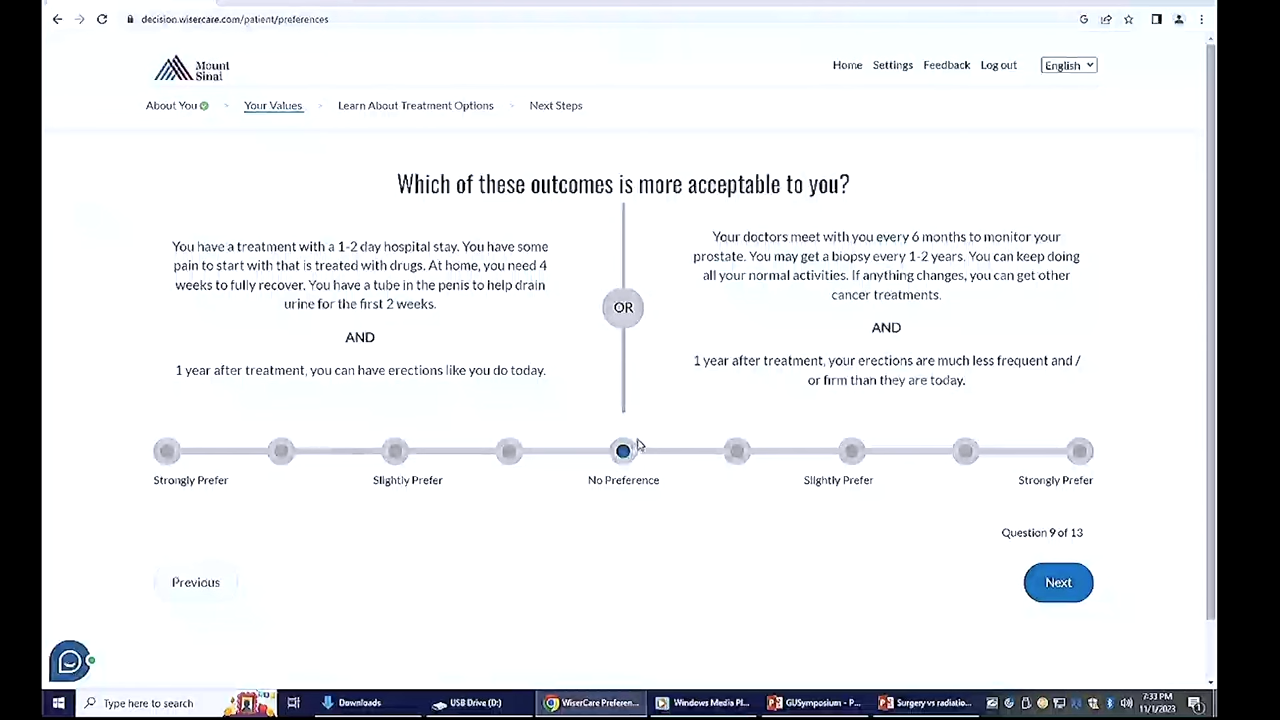 decision.wisercare.com/patient/preferences
Mount
Sinai
Home Settings Feedback Log out English
About You > Your Values > Learn About Treatment Options > Next Steps
Which of these outcomes is more acceptable to you?
You have a treatment with a 1-2 day hospital stay. You have some
pain to start with that is treated with drugs. At home, you need 4
weeks to fully recover. You have a tube in the penis to help drain
urine for the first 2 weeks.
AND
1 year after treatment, you can have erections like you do today.
OR
Your doctors meet with you every 6 months to monitor your
prostate. You may get a biopsy every 1-2 years. You can keep doing
all your normal activities. If anything changes, you can get other
cancer treatments.
AND
1 year after treatment, your erections are much less frequent and /
or firm than they are today.
Strongly Prefer Slightly Prefer No Preference Slightly Prefer Strongly Prefer
Question 9 of 13
Previous Next
Type here to search Downloads USB Drive (D:) WiserCare Preferen... Windows Media Pl... GUSymposium - P... Surgery vs radiatio... 7:33 PM
11/1/2023